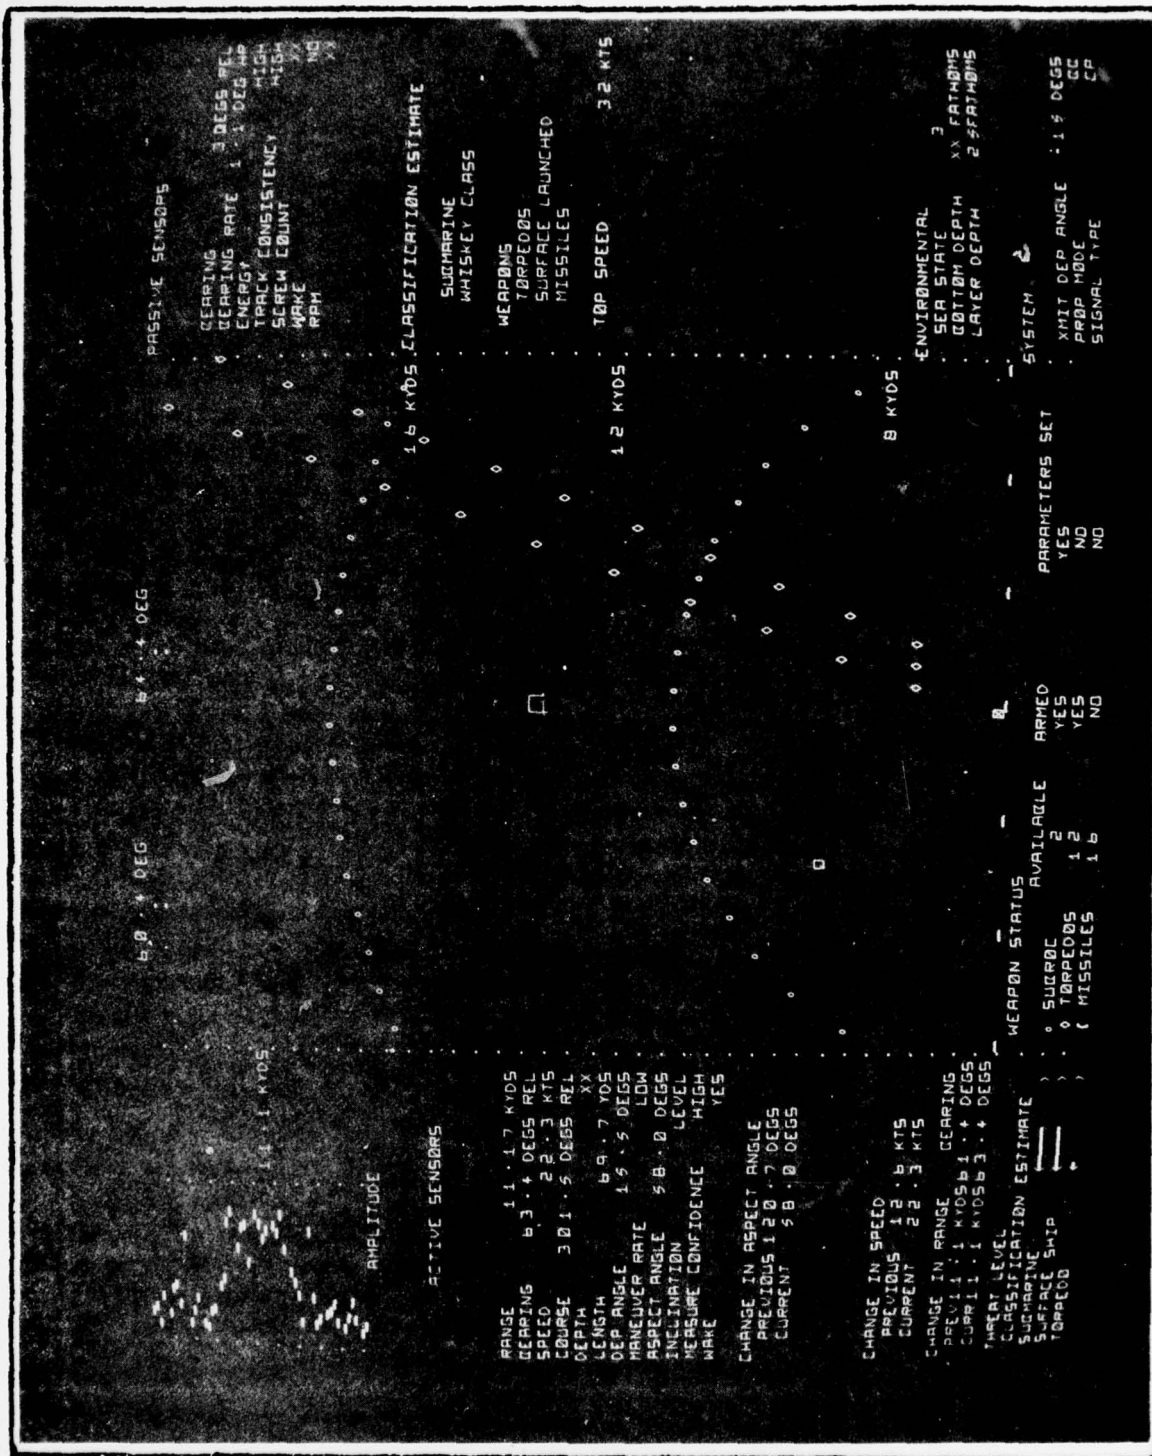 60.4 DEG 64.4 DEG
11.1 KYDS
AMPLITUDE
ACTIVE SENSORS
RANGE 11.17 KYDS
BEARING 63.4 DEGS REL
SPEED 22.3 KTS
COURSE 301.5 DEGS REL
DEPTH XX
LENGTH 69.7 YDS
DEP ANGLE 15.5 DEGS
MANEUVER RATE LOW
ASPECT ANGLE 58.0 DEGS
INCLINATION LEVEL
MEASURE CONFIDENCE HIGH
WAKE YES
CHANGE IN ASPECT ANGLE
PREVIOUS 120.7 DEGS
CURRENT 58.0 DEGS
CHANGE IN SPEED
PREVIOUS 12.6 KTS
CURRENT 22.3 KTS
CHANGE IN RANGE BEARING
PREV 11.1 KYDS 61.4 DEGS
CURR 11.1 KYDS 63.4 DEGS
THREAT LEVEL
CLASSIFICATION ESTIMATE
SUBMARINE
SURFACE SHIP
TORPEDO
16 KYDS
12 KYDS
8 KYDS
0
WEAPON STATUS
AVAILABLE ARMED PARAMETERS SET
SUBROC 2 YES YES
TORPEDOS 12 YES NO
MISSILES 16 NO NO
PASSIVE SENSORS
BEARING 3 DEGS REL
BEARING RATE 1.1 DEG
ENERGY HIGH
TRACK CONSISTENCY HIGH
SCREW COUNT XX
WAKE NO
RPM XX
CLASSIFICATION ESTIMATE
SUBMARINE
WHISKEY CLASS
WEAPONS
TORPEDOS
SURFACE LAUNCHED
MISSILES
TOP SPEED 32 KTS
ENVIRONMENTAL
SEA STATE 3
BOTTOM DEPTH XX FATHOMS
LAYER DEPTH 25 FATHOMS
SYSTEM
XMIT DEP ANGLE -15 DEGS
PROP MODE
SIGNAL TYPE CP